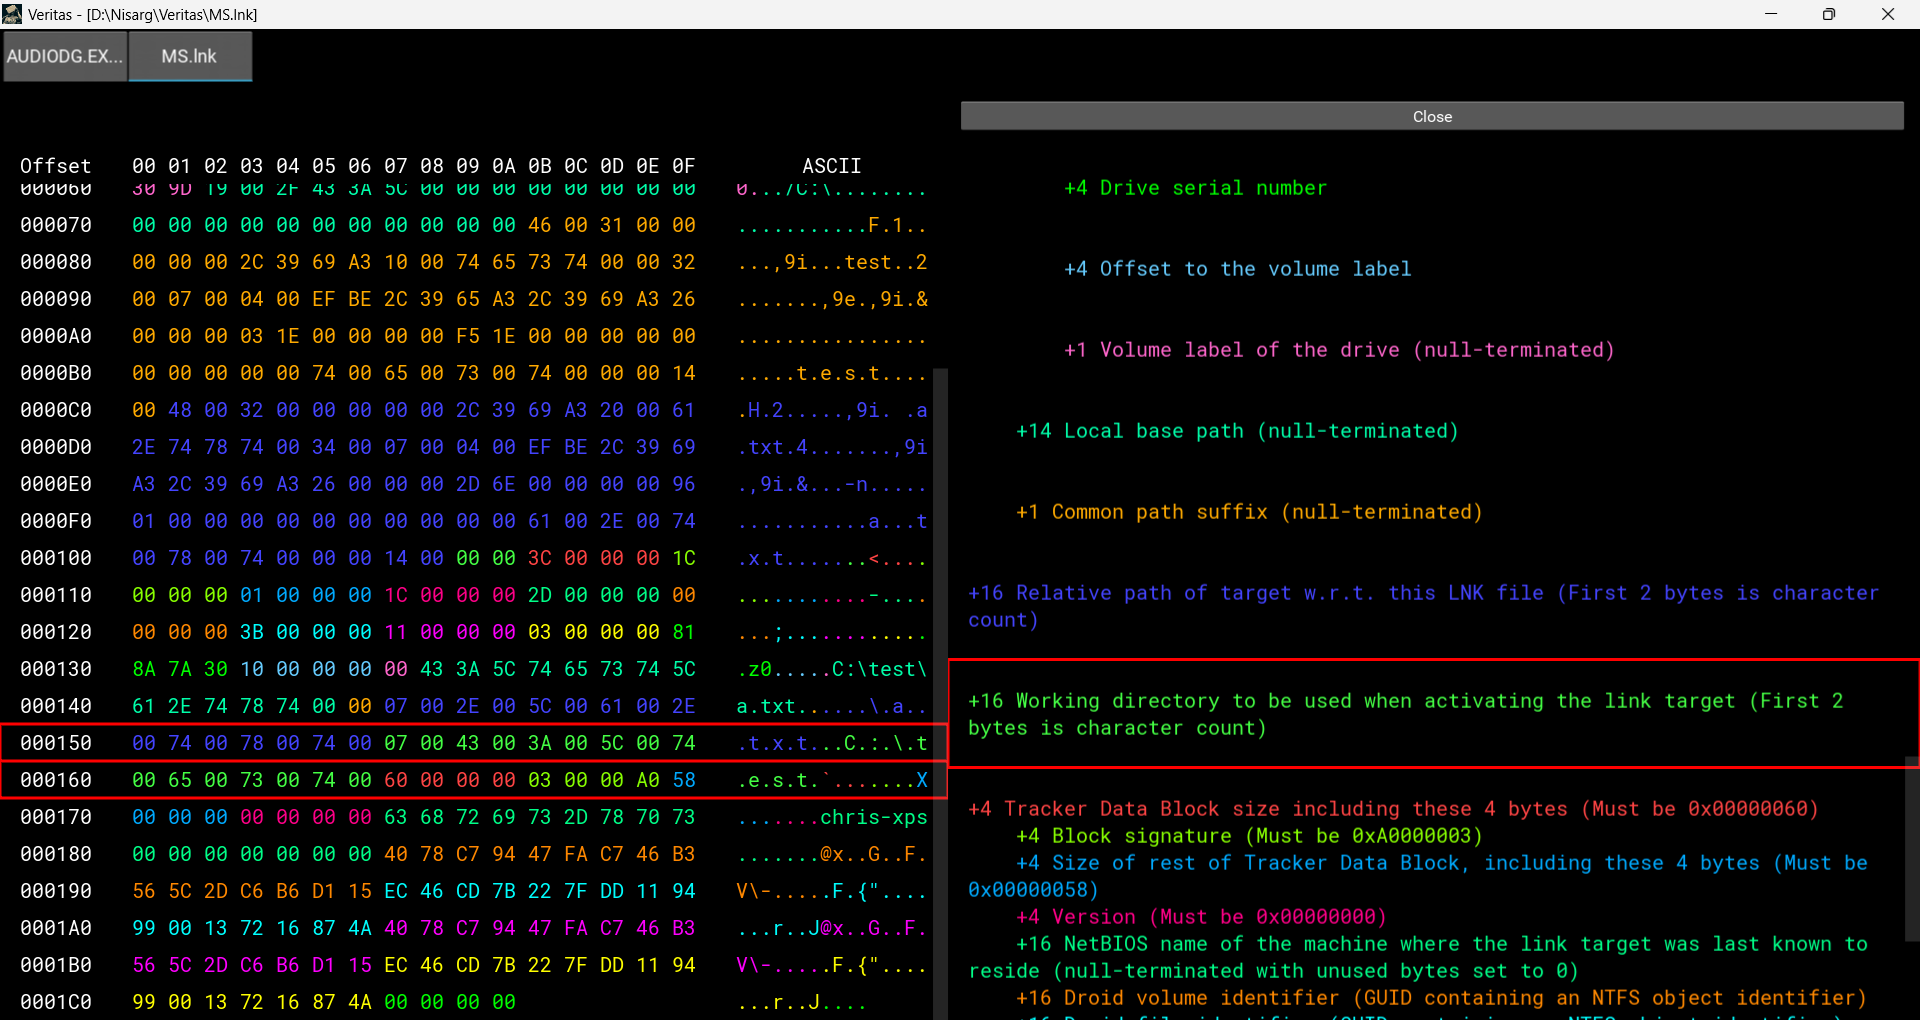 Veritas - [D:\Nisarg\Veritas\MS.lnk]
AUDIODG.EX... MS.lnk
Close
Offset 00 01 02 03 04 05 06 07 08 09 0A 0B 0C 0D 0E 0F ASCII
000060 30 9D 19 00 2F 43 3A 5C 00 00 00 00 00 00 00 00 0.../C:\........
000070 00 00 00 00 00 00 00 00 00 00 00 46 00 31 00 00 ...........F.1..
000080 00 00 00 2C 39 69 A3 10 00 74 65 73 74 00 00 32 ...,9i...test..2
000090 00 07 00 04 00 EF BE 2C 39 65 A3 2C 39 69 A3 26 .......,9e.,9i.&
0000A0 00 00 00 03 1E 00 00 00 00 F5 1E 00 00 00 00 00 ................
0000B0 00 00 00 00 00 74 00 65 00 73 00 74 00 00 00 14 .....t.e.s.t....
0000C0 00 48 00 32 00 00 00 00 00 2C 39 69 A3 20 00 61 .H.2.....,9i. .a
0000D0 2E 74 78 74 00 34 00 07 00 04 00 EF BE 2C 39 69 .txt.4.......,9i
0000E0 A3 2C 39 69 A3 26 00 00 00 2D 6E 00 00 00 00 96 .,9i.&...-n.....
0000F0 01 00 00 00 00 00 00 00 00 00 00 61 00 2E 00 74 ...........a...t
000100 00 78 00 74 00 00 00 14 00 00 00 3C 00 00 00 1C .x.t.......<....
000110 00 00 00 01 00 00 00 1C 00 00 00 2D 00 00 00 00 ...........-....
000120 00 00 00 3B 00 00 00 11 00 00 00 03 00 00 00 81 ...;............
000130 8A 7A 30 10 00 00 00 00 43 3A 5C 74 65 73 74 5C .z0.....C:\test\
000140 61 2E 74 78 74 00 00 07 00 2E 00 5C 00 61 00 2E a.txt......\.a..
000150 00 74 00 78 00 74 00 07 00 43 00 3A 00 5C 00 74 .t.x.t...C.:.\.t
000160 00 65 00 73 00 74 00 60 00 00 00 03 00 00 A0 58 .e.s.t.`.......X
000170 00 00 00 00 00 00 00 63 68 72 69 73 2D 78 70 73 .......chris-xps
000180 00 00 00 00 00 00 00 40 78 C7 94 47 FA C7 46 B3 .......@x..G..F.
000190 56 5C 2D C6 B6 D1 15 EC 46 CD 7B 22 7F DD 11 94 V\-.....F.{"....
0001A0 99 00 13 72 16 87 4A 40 78 C7 94 47 FA C7 46 B3 ...r..J@x..G..F.
0001B0 56 5C 2D C6 B6 D1 15 EC 46 CD 7B 22 7F DD 11 94 V\-.....F.{"....
0001C0 99 00 13 72 16 87 4A 00 00 00 00 ...r..J....
+4 Drive serial number
+4 Offset to the volume label
+1 Volume label of the drive (null-terminated)
+14 Local base path (null-terminated)
+1 Common path suffix (null-terminated)
+16 Relative path of target w.r.t. this LNK file (First 2 bytes is character
count)
+16 Working directory to be used when activating the link target (First 2
bytes is character count)
+4 Tracker Data Block size including these 4 bytes (Must be 0x00000060)
+4 Block signature (Must be 0xA0000003)
+4 Size of rest of Tracker Data Block, including these 4 bytes (Must be
0x00000058)
+4 Version (Must be 0x00000000)
+16 NetBIOS name of the machine where the link target was last known to
reside (null-terminated with unused bytes set to 0)
+16 Droid volume identifier (GUID containing an NTFS object identifier)